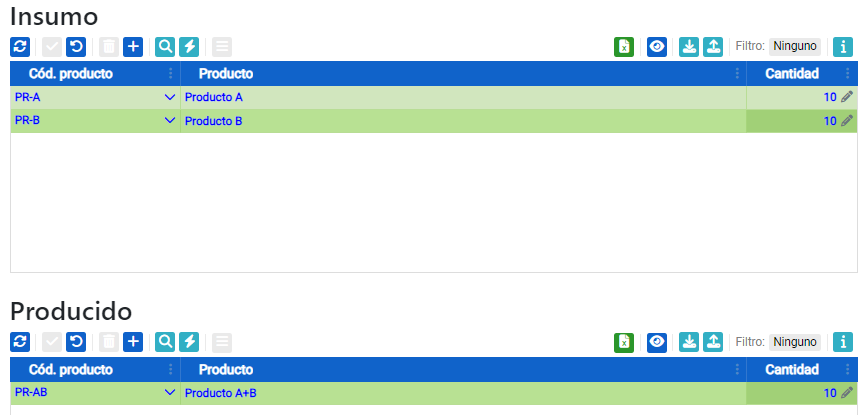 Insumo
Filtro: Ninguno
Cód. producto Producto Cantidad
PR-A Producto A 10
PR-B Producto B 10
Producido
Filtro: Ninguno
Cód. producto Producto Cantidad
PR-AB Producto A+B 10